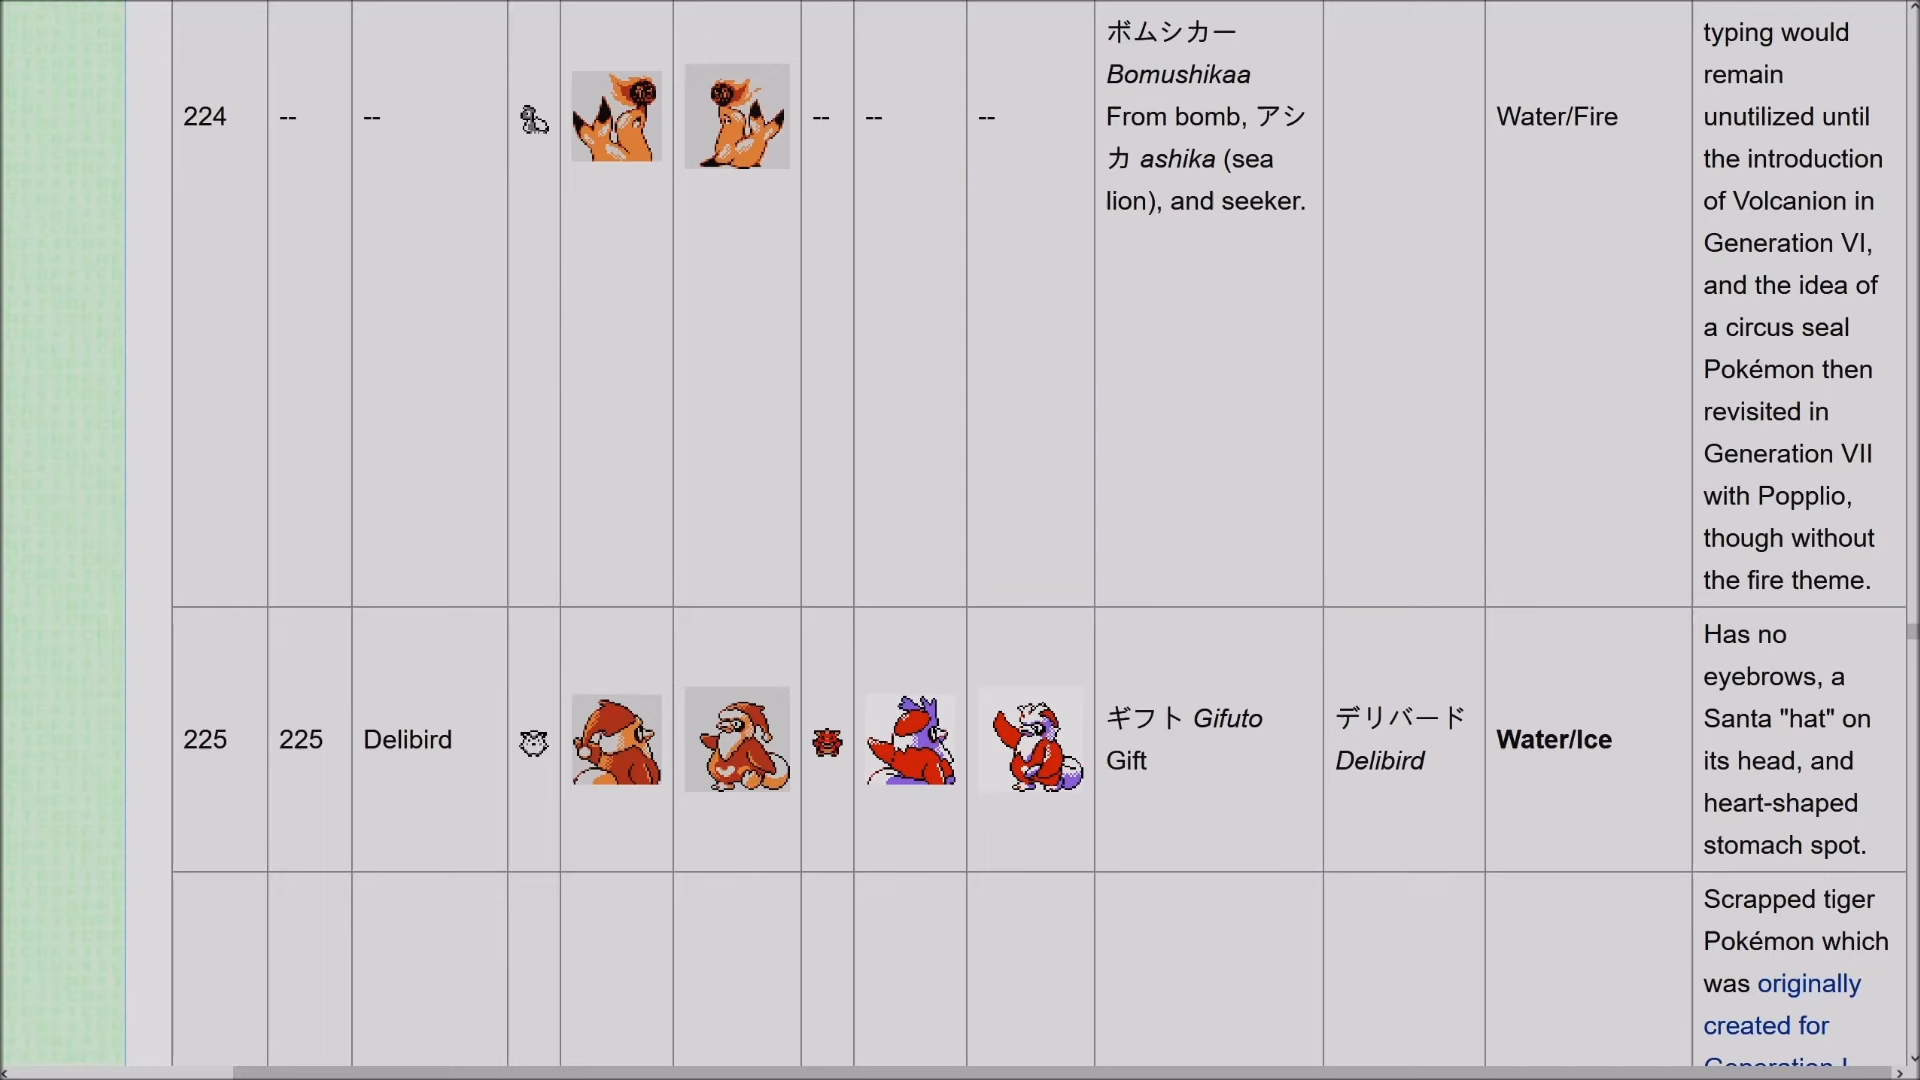 224
--
--
--
--
--
ボムシカー
Bomushikaa
From bomb, アシ
カ ashika (sea
lion), and seeker.
Water/Fire
typing would
remain
unutilized until
the introduction
of Volcanion in
Generation VI,
and the idea of
a circus seal
Pokémon then
revisited in
Generation VII
with Popplio,
though without
the fire theme.
225
225
Delibird
ギフト Gifuto
Gift
デリバード
Delibird
Water/Ice
Has no
eyebrows, a
Santa "hat" on
its head, and
heart-shaped
stomach spot.
Scrapped tiger
Pokémon which
was originally
created for
Generation I